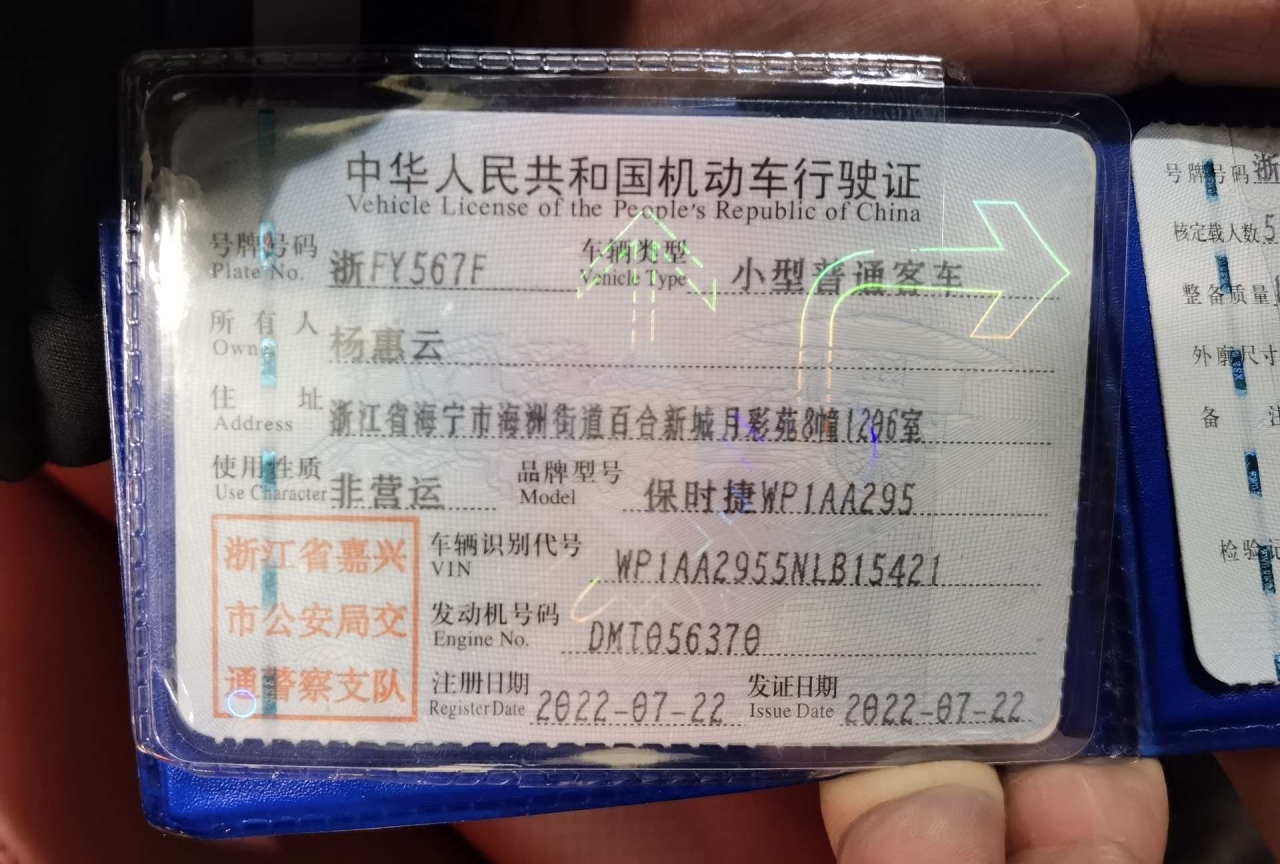 中华人民共和国机动车行驶证
Vehicle License of the People's Republic of China
号牌号码 浙FY567F 车辆类型 小型普通客车
Plate No. Vehicle Type
所有人 杨惠云
Owner
住址 浙江省海宁市海洲街道百合新城月彩苑8幢1206室
Address
使用性质 非营运 品牌型号 保时捷WP1AA295
Use Character Model
浙江省嘉兴
市公安局交
通警察支队
车辆识别代号 WP1AA2955NLB15421
VIN
发动机号码 DMT056370
Engine No.
注册日期 2022-07-22 发证日期 2022-07-22
Register Date Issue Date
号牌号码 浙
核定载人数 5
整备质量
外廓尺寸
备 注
检验记